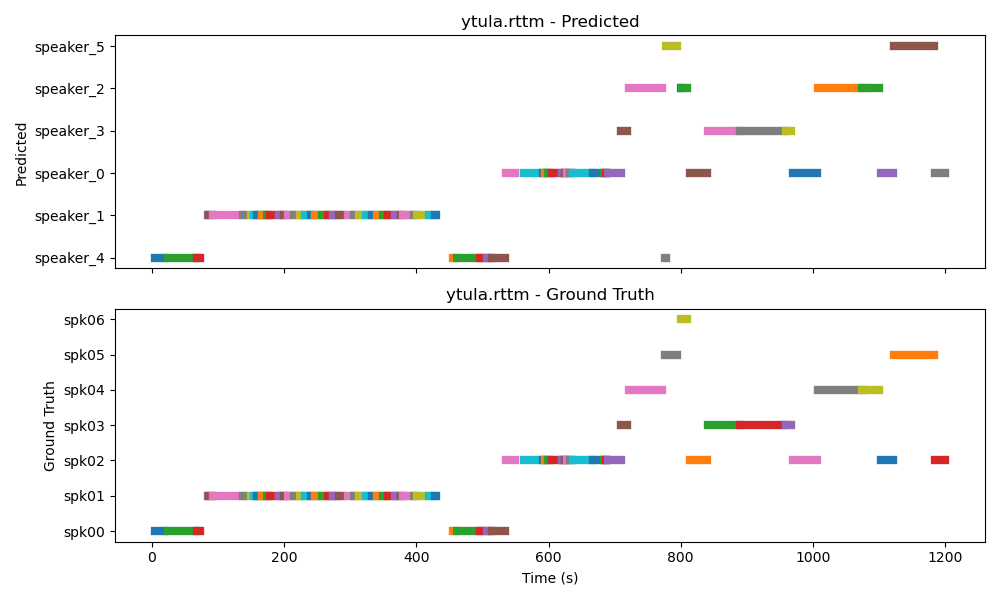 ytula.rttm - Predicted
speaker_5
speaker_2
speaker_3
speaker_0
speaker_1
speaker_4
Predicted
ytula.rttm - Ground Truth
spk06
spk05
spk04
spk03
spk02
spk01
spk00
Ground Truth
0 200 400 600 800 1000 1200
Time (s)